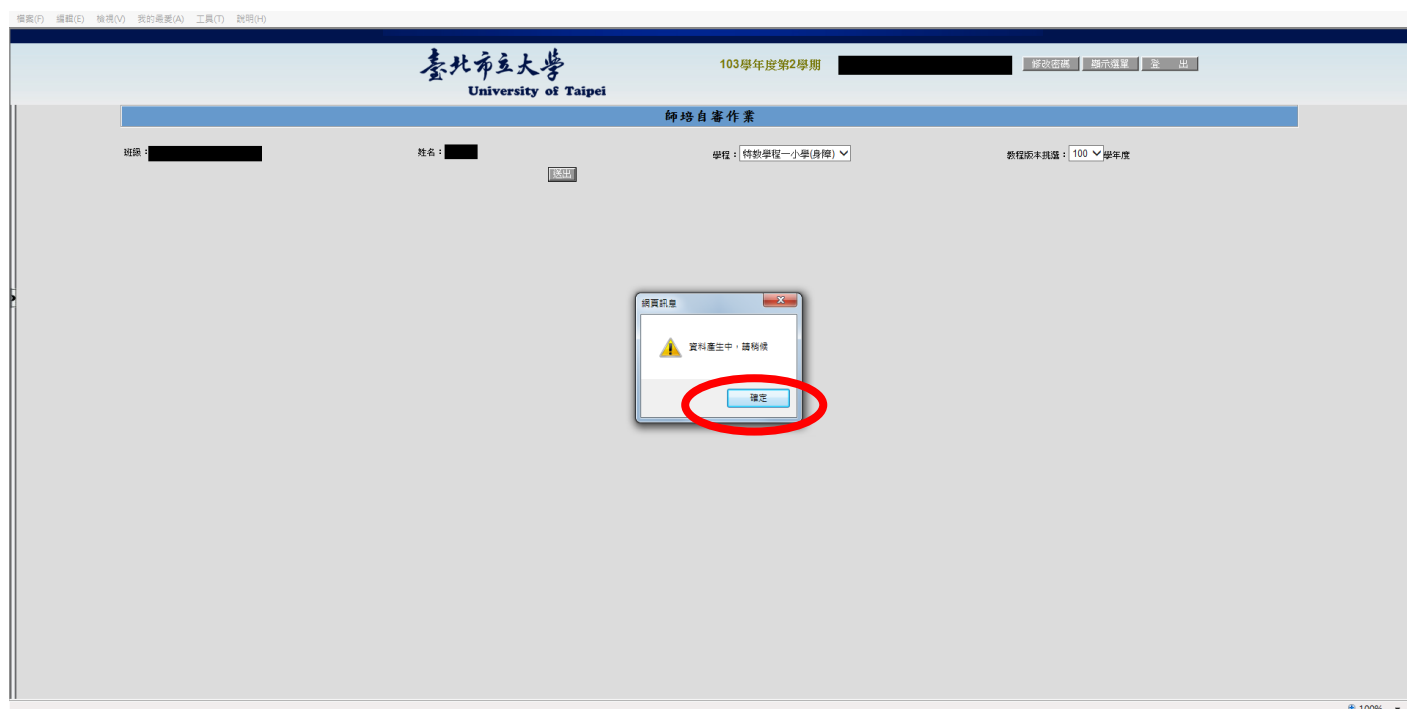 檔案(F) 編輯(E) 檢視(V) 我的最愛(A) 工具(T) 說明(H)
臺北市立大學
University of Taipei
103學年度第2學期
修改密碼 顯示選單 登 出
師培自審作業
班級： 姓名： 學程：特教學程—小學(身障) 教程版本挑選：100 學年度
送出
網頁訊息
資料產生中，請稍候
確定
100%